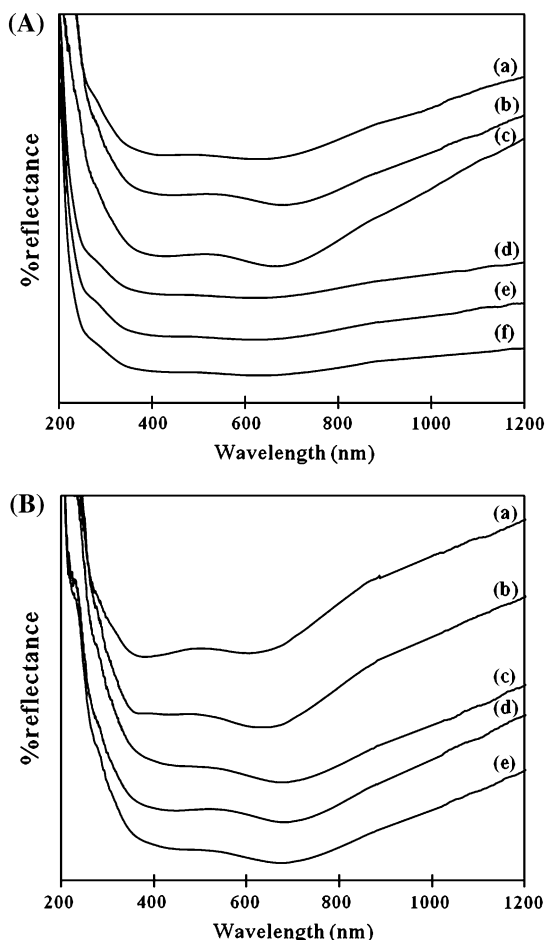 (A)
(a)
(b)
(c)
(d)
(e)
(f)
%reflectance
200 400 600 800 1000 1200
Wavelength (nm)
(B)
(a)
(b)
(c)
(d)
(e)
%reflectance
200 400 600 800 1000 1200
Wavelength (nm)